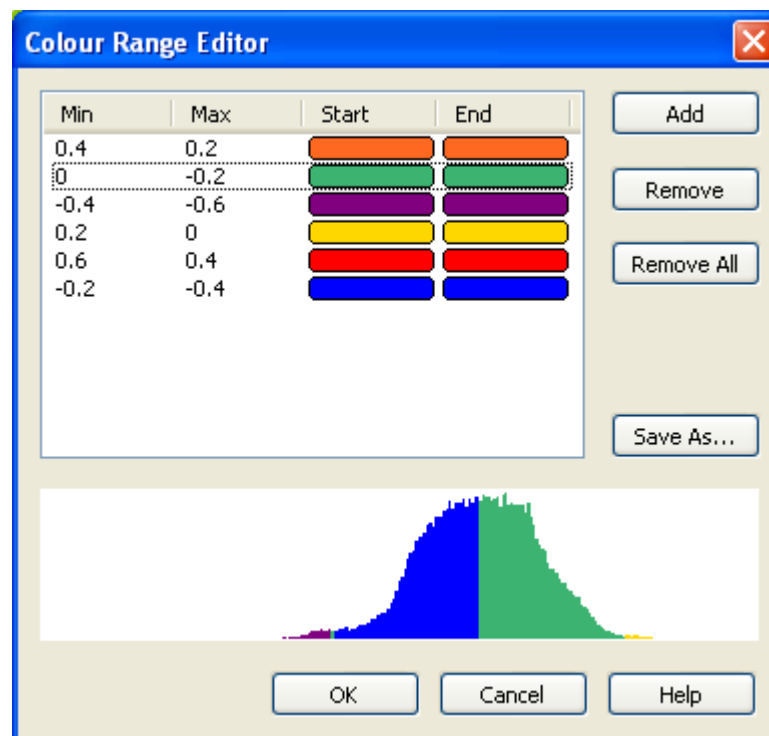 Colour Range Editor
Min Max Start End
0.4 0.2
0 -0.2
-0.4 -0.6
0.2 0
0.6 0.4
-0.2 -0.4
Add
Remove
Remove All
Save As...
OK Cancel Help